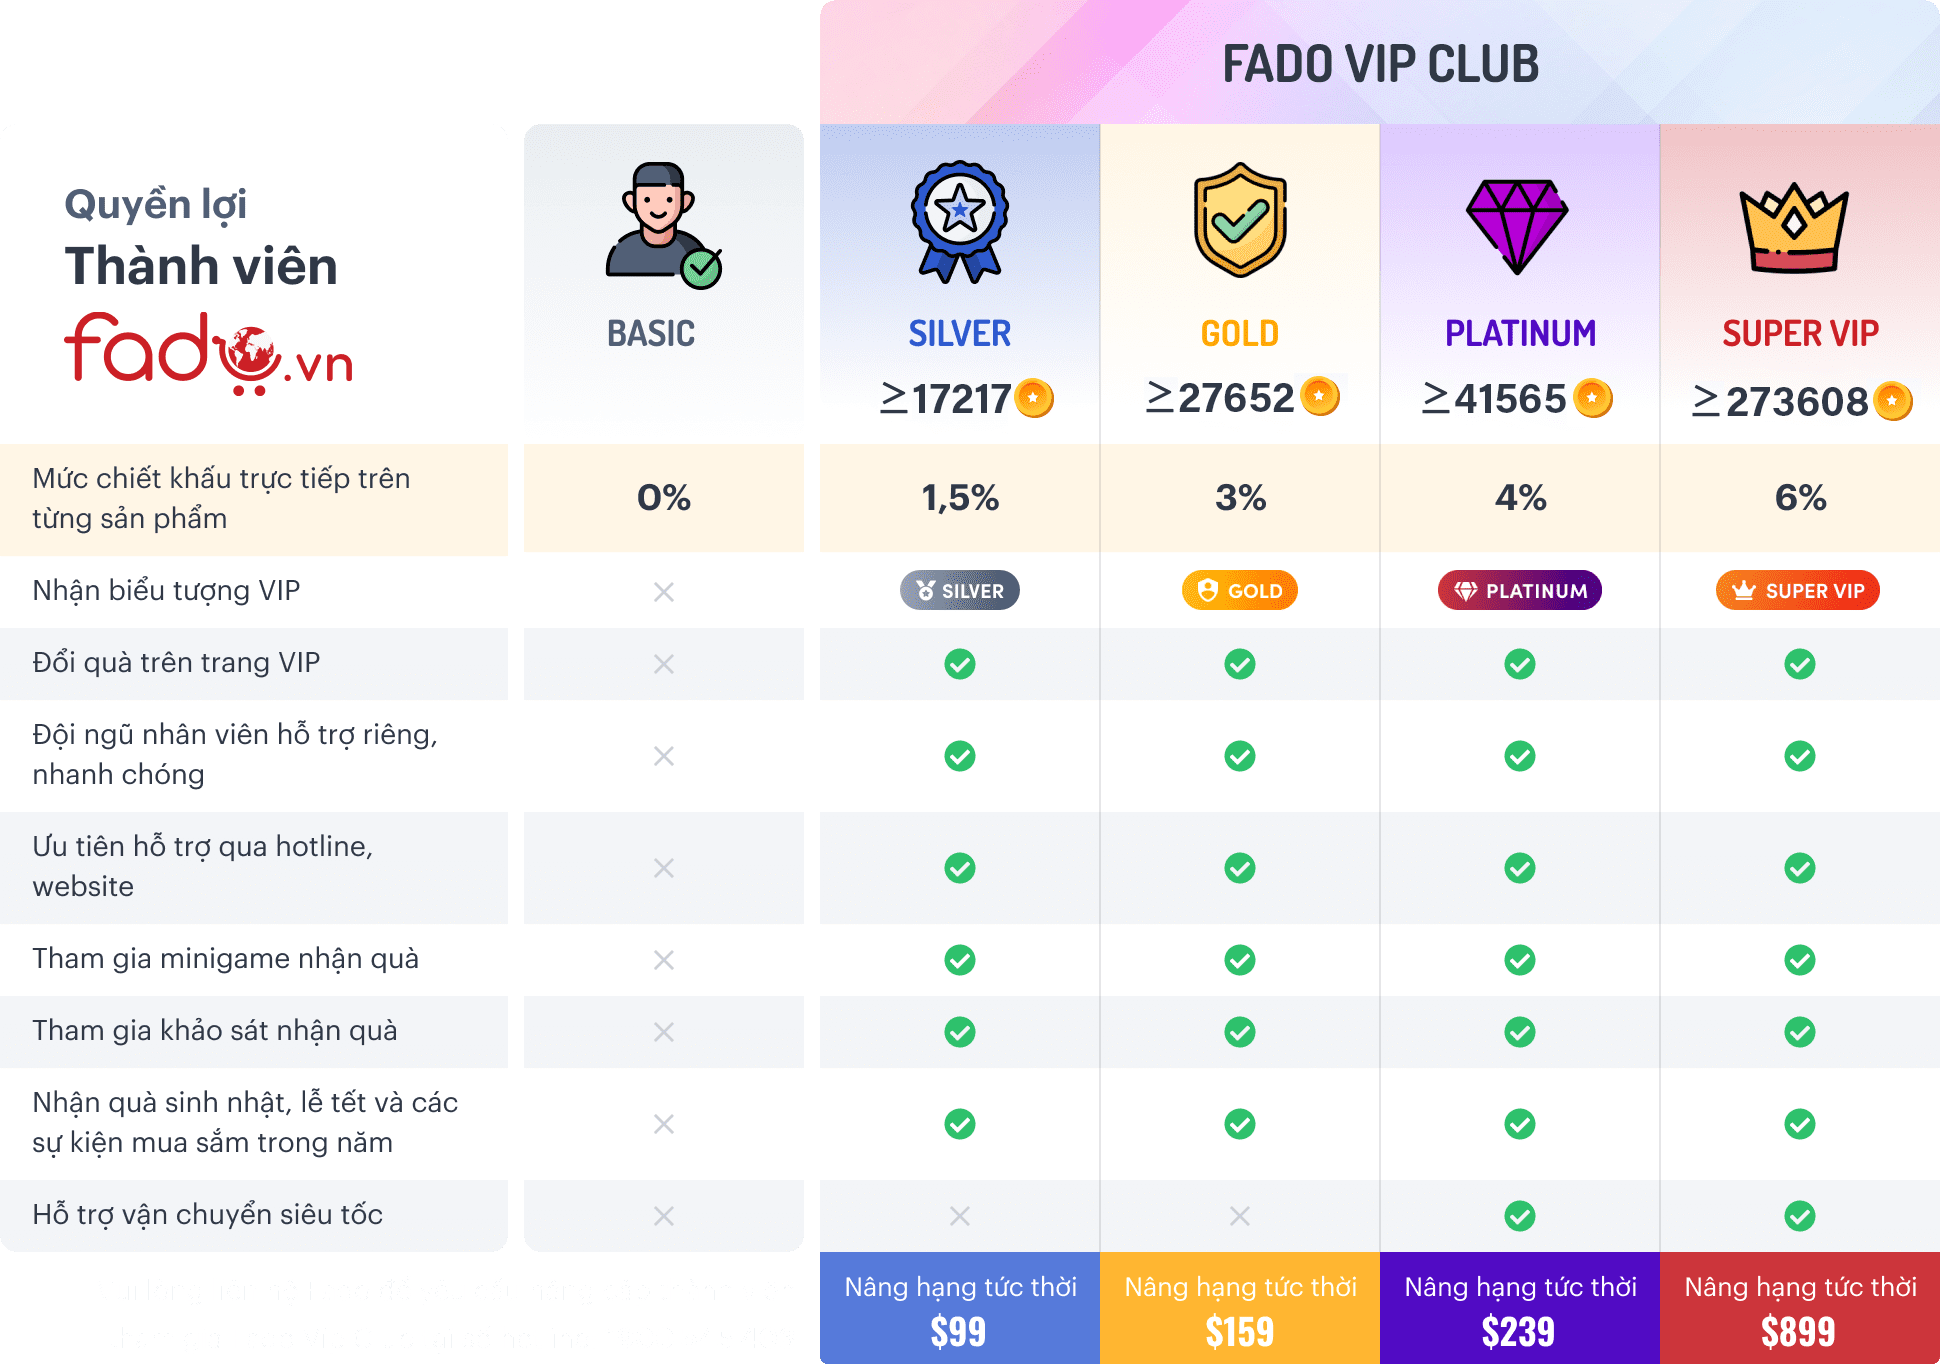 FADO VIP CLUB
Quyền lợi
Thành viên
fado.vn
BASIC
SILVER
≥17217
GOLD
≥27652
PLATINUM
≥41565
SUPER VIP
≥273608
Mức chiết khấu trực tiếp trên
từng sản phẩm
0%
1,5%
3%
4%
6%
Nhận biểu tượng VIP
SILVER
GOLD
PLATINUM
SUPER VIP
Đổi quà trên trang VIP
Đội ngũ nhân viên hỗ trợ riêng,
nhanh chóng
Ưu tiên hỗ trợ qua hotline,
website
Tham gia minigame nhận quà
Tham gia khảo sát nhận quà
Nhận quà sinh nhật, lễ tết và các
sự kiện mua sắm trong năm
Hỗ trợ vận chuyển siêu tốc
Nâng hạng tức thời
$99
Nâng hạng tức thời
$159
Nâng hạng tức thời
$239
Nâng hạng tức thời
$899